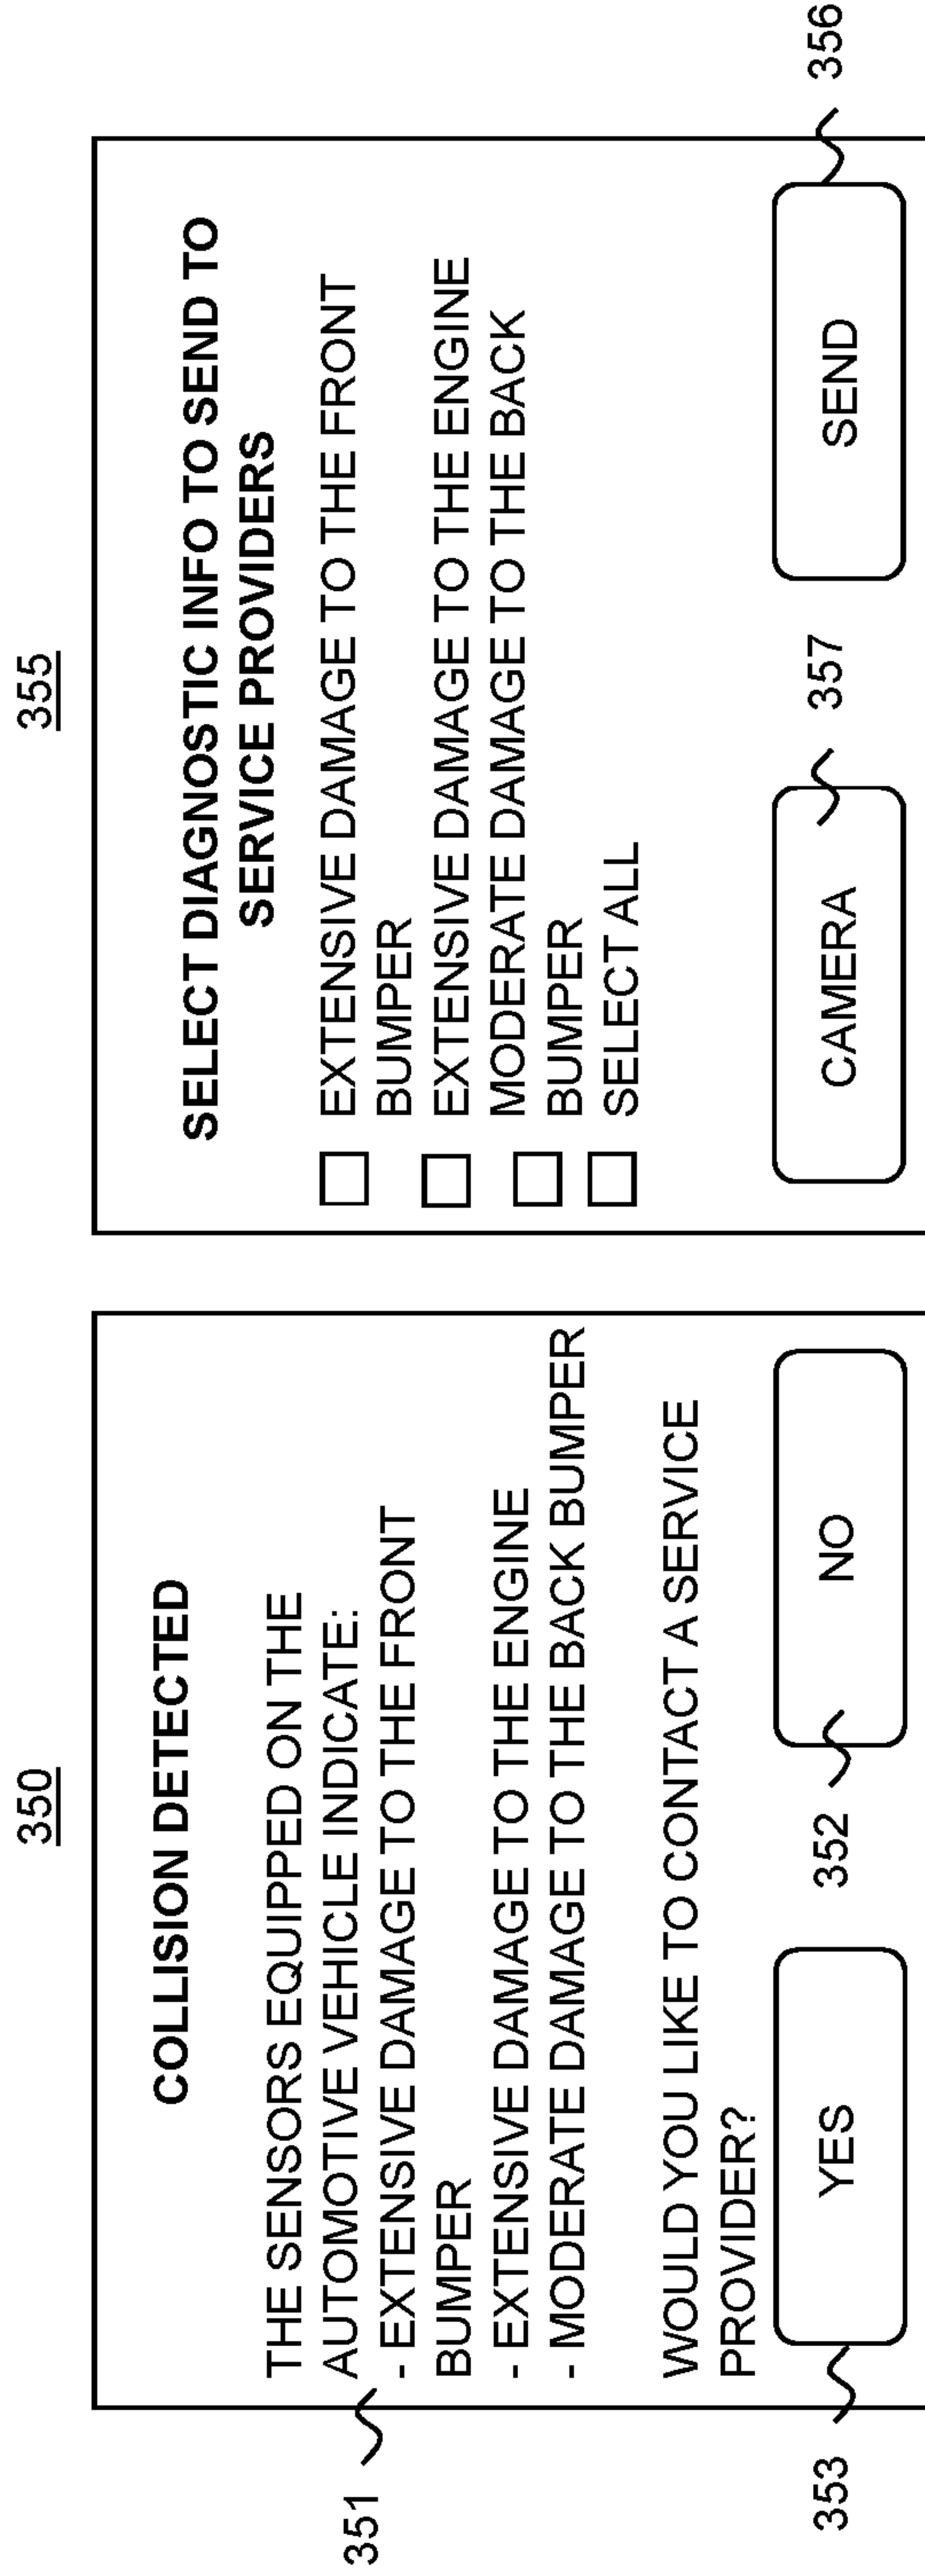 350
COLLISION DETECTED
THE SENSORS EQUIPPED ON THE
AUTOMOTIVE VEHICLE INDICATE:
- EXTENSIVE DAMAGE TO THE FRONT
BUMPER
- EXTENSIVE DAMAGE TO THE ENGINE
- MODERATE DAMAGE TO THE BACK BUMPER
WOULD YOU LIKE TO CONTACT A SERVICE
PROVIDER?
YES
NO
351
353
352
355
SELECT DIAGNOSTIC INFO TO SEND TO
SERVICE PROVIDERS
EXTENSIVE DAMAGE TO THE FRONT
BUMPER
EXTENSIVE DAMAGE TO THE ENGINE
MODERATE DAMAGE TO THE BACK
BUMPER
SELECT ALL
CAMERA
SEND
357
356